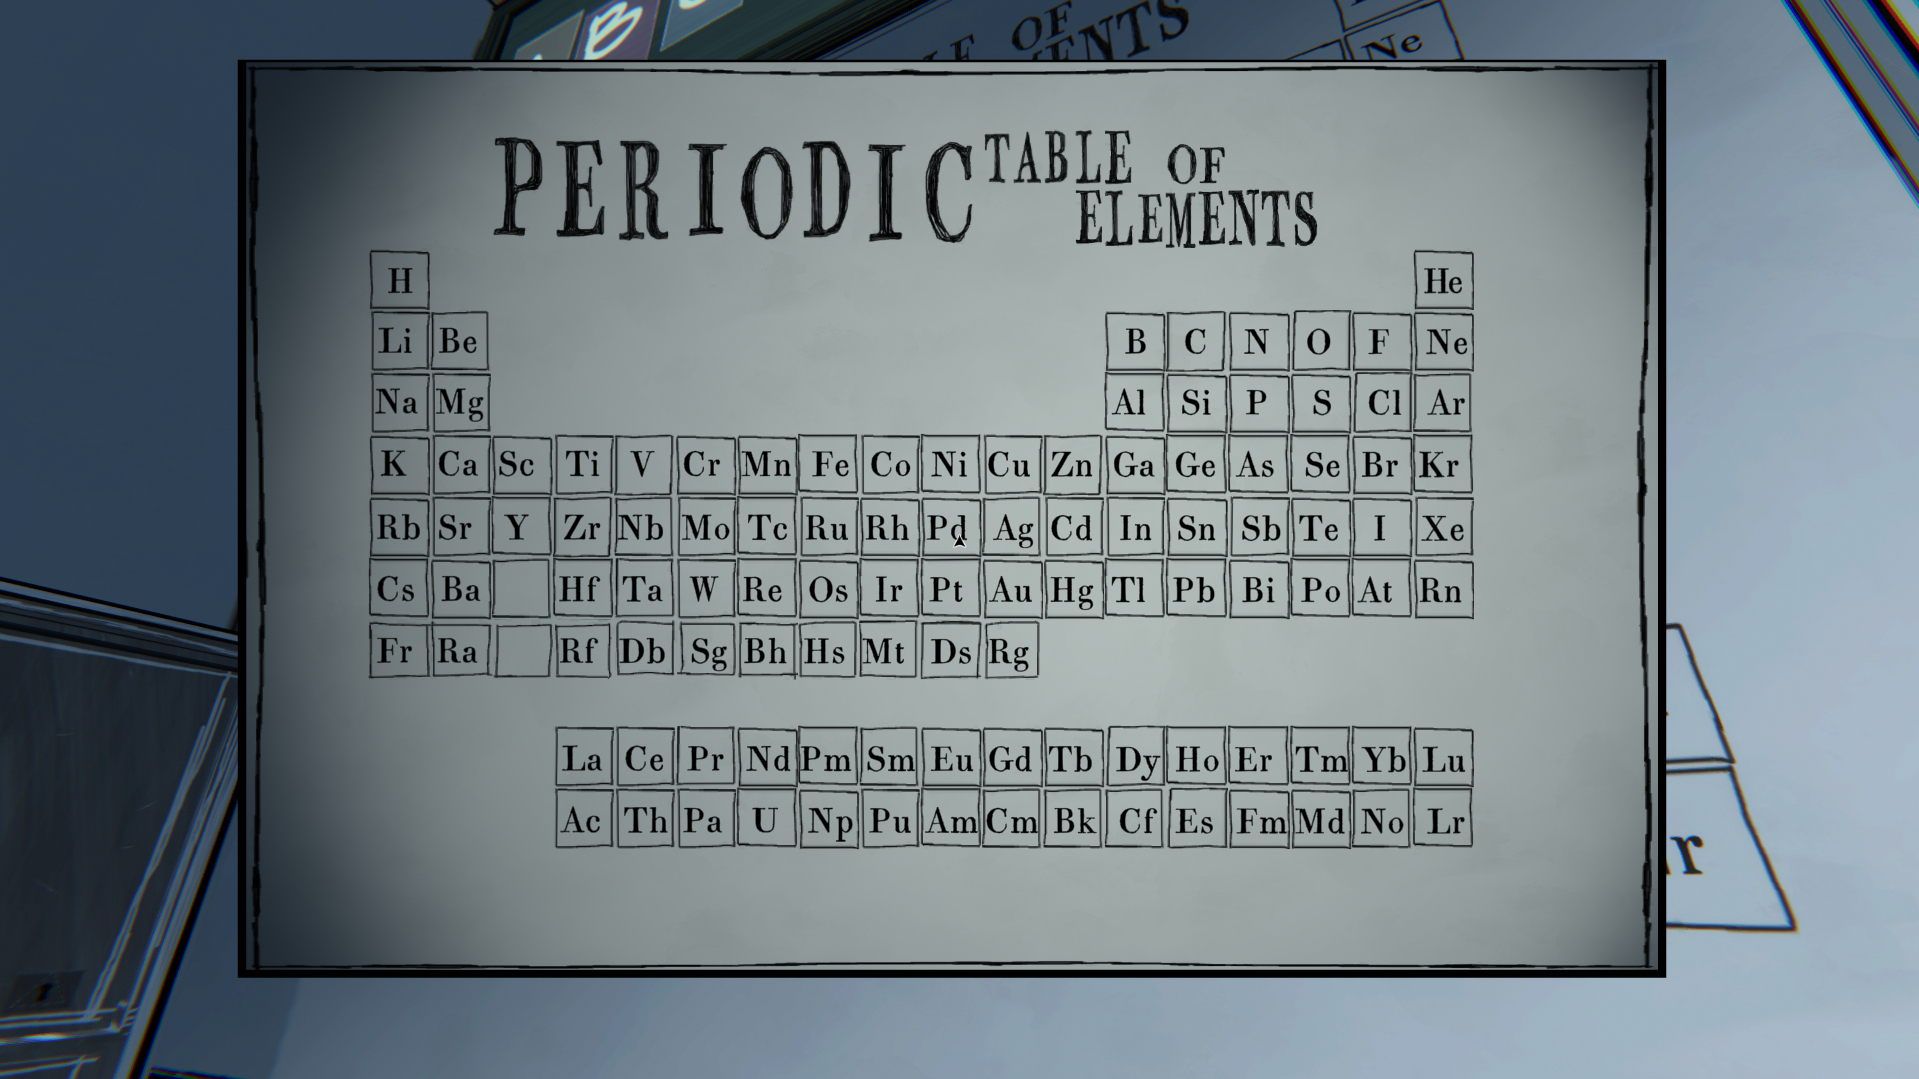 B
OF
Ne
PERIODIC TABLE OF
ELEMENTS
H He
Li Be B C N O F Ne
Na Mg Al Si P S Cl Ar
K Ca Sc Ti V Cr Mn Fe Co Ni Cu Zn Ga Ge As Se Br Kr
Rb Sr Y Zr Nb Mo Tc Ru Rh Pd Ag Cd In Sn Sb Te I Xe
Cs Ba Hf Ta W Re Os Ir Pt Au Hg Tl Pb Bi Po At Rn
Fr Ra Rf Db Sg Bh Hs Mt Ds Rg
La Ce Pr Nd Pm Sm Eu Gd Tb Dy Ho Er Tm Yb Lu
Ac Th Pa U Np Pu Am Cm Bk Cf Es Fm Md No Lr